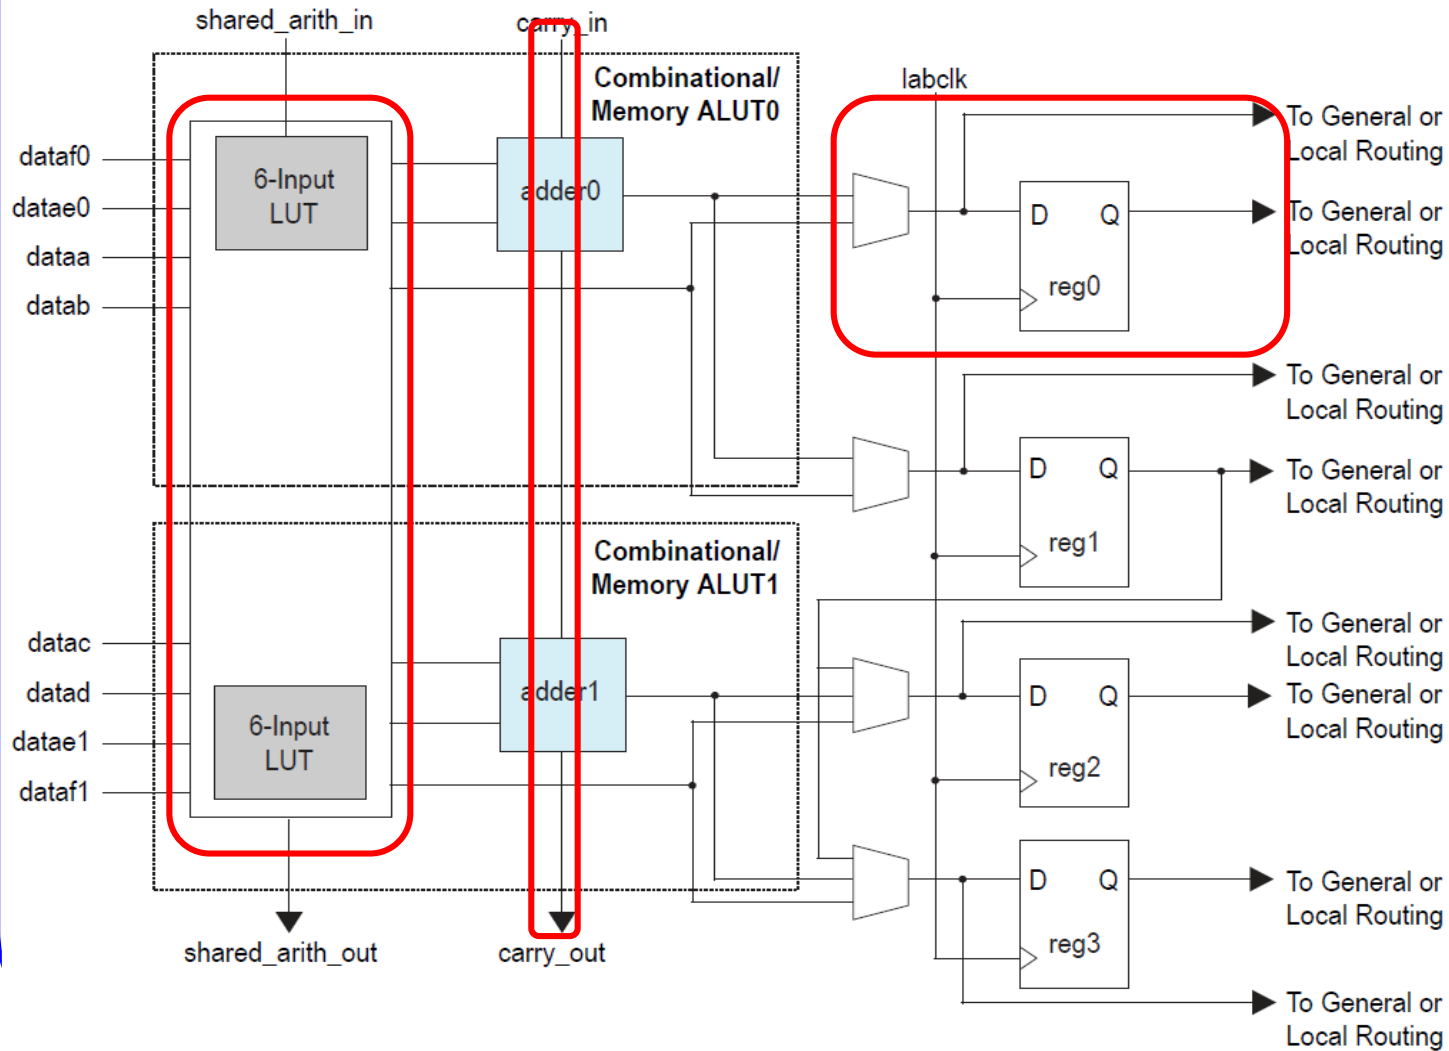 shared_arith_in
carry_in
Combinational/
Memory ALUT0
labclk
To General or
Local Routing
dataf0
datae0
dataa
datab
6-Input
LUT
adder0
D
Q
reg0
To General or
Local Routing
To General or
Local Routing
D
Q
reg1
To General or
Local Routing
Combinational/
Memory ALUT1
datac
datad
datae1
dataf1
6-Input
LUT
adder1
To General or
Local Routing
D
Q
reg2
To General or
Local Routing
D
Q
reg3
To General or
Local Routing
shared_arith_out
carry_out
To General or
Local Routing